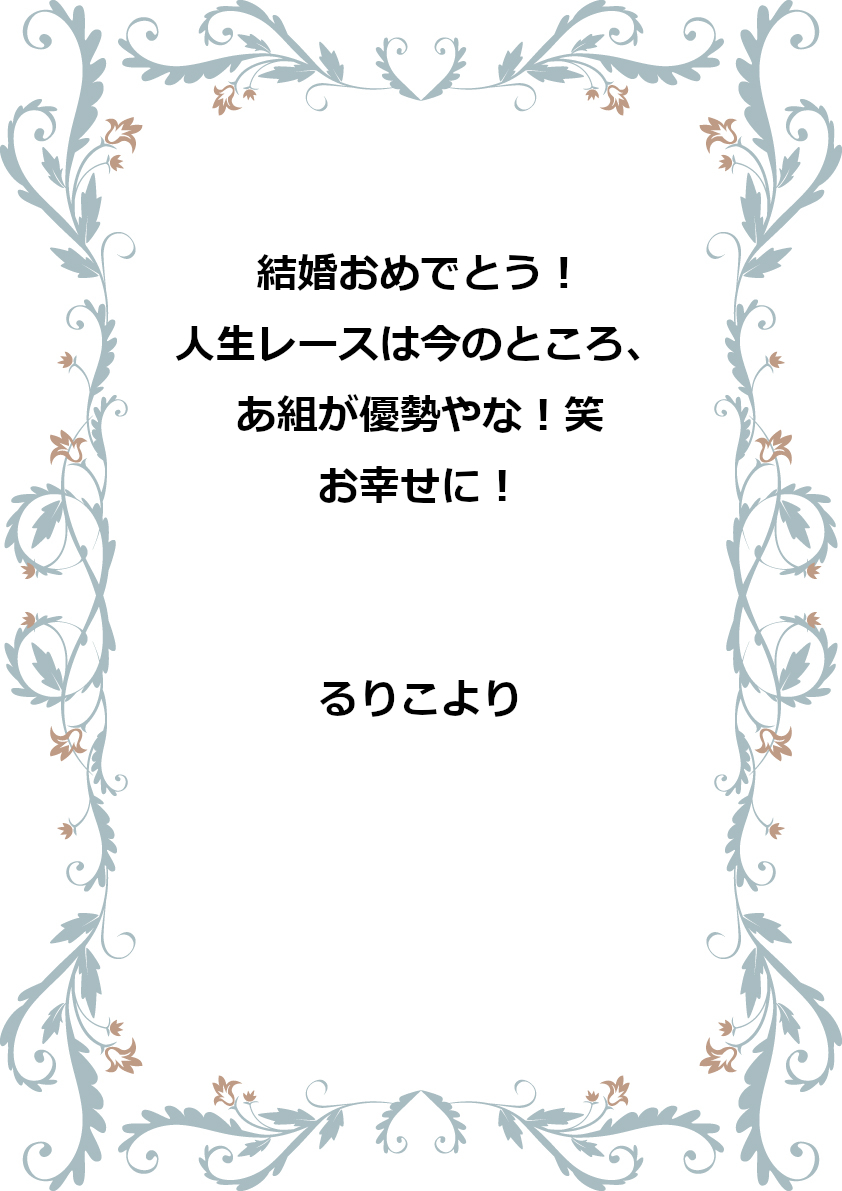 結婚おめでとう！
人生レースは今のところ、
あ組が優勢やな！笑
お幸せに！
るりこより